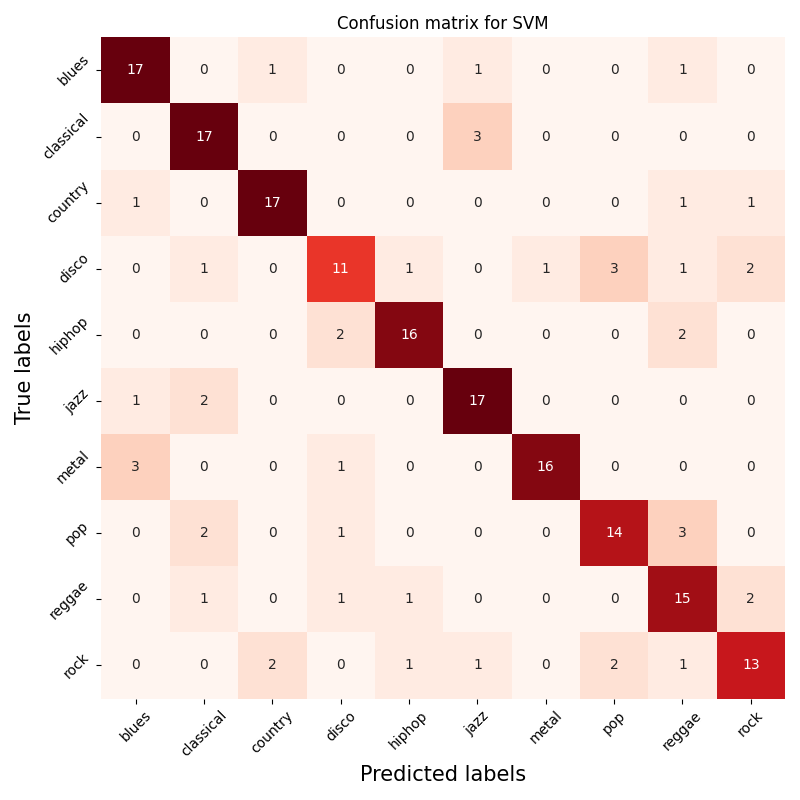 Confusion matrix for SVM
blues 17 0 1 0 0 1 0 0 1 0
classical 0 17 0 0 0 3 0 0 0 0
country 1 0 17 0 0 0 0 0 1 1
disco 0 1 0 11 1 0 1 3 1 2
hiphop 0 0 0 2 16 0 0 0 2 0
jazz 1 2 0 0 0 17 0 0 0 0
metal 3 0 0 1 0 0 16 0 0 0
pop 0 2 0 1 0 0 0 14 3 0
reggae 0 1 0 1 1 0 0 0 15 2
rock 0 0 2 0 1 1 0 2 1 13
True labels
blues classical country disco hiphop jazz metal pop reggae rock
Predicted labels